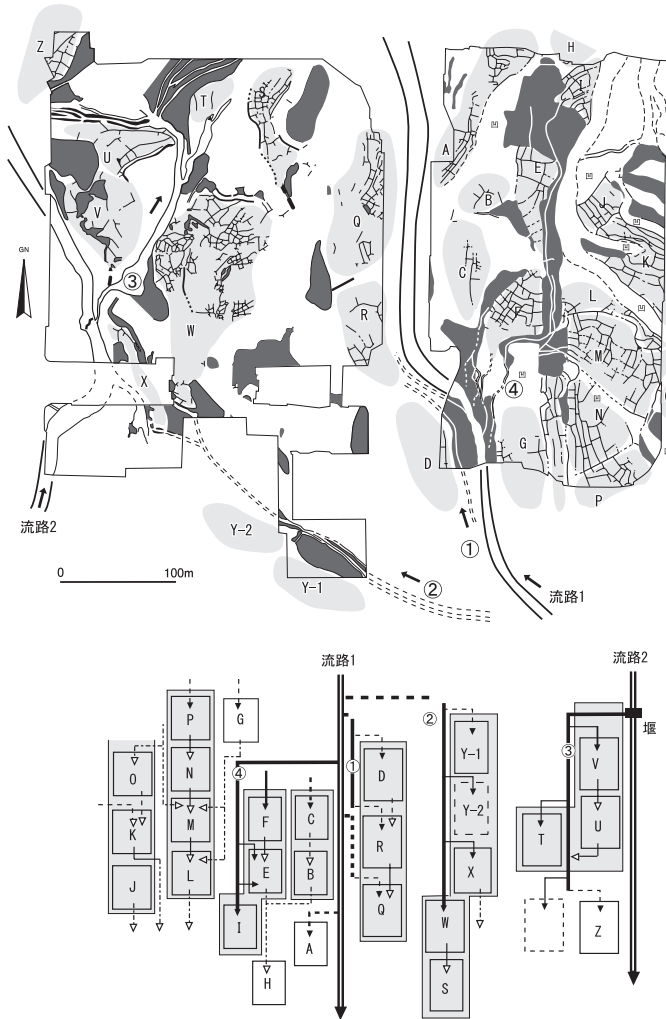 Z
H
T
I
U
A
E
V
B
Q
K
C
GN
③
L
R
W
M
X
④
N
G
D
P
流路2
Y-2
①
0
100m
Y-1
②
流路1
流路1
流路2
P
G
②
堰
O
N
①
D
Y-1
③
V
④
K
M
F
C
R
Y-2
T
U
J
L
E
B
Q
X
I
A
W
Z
H
S